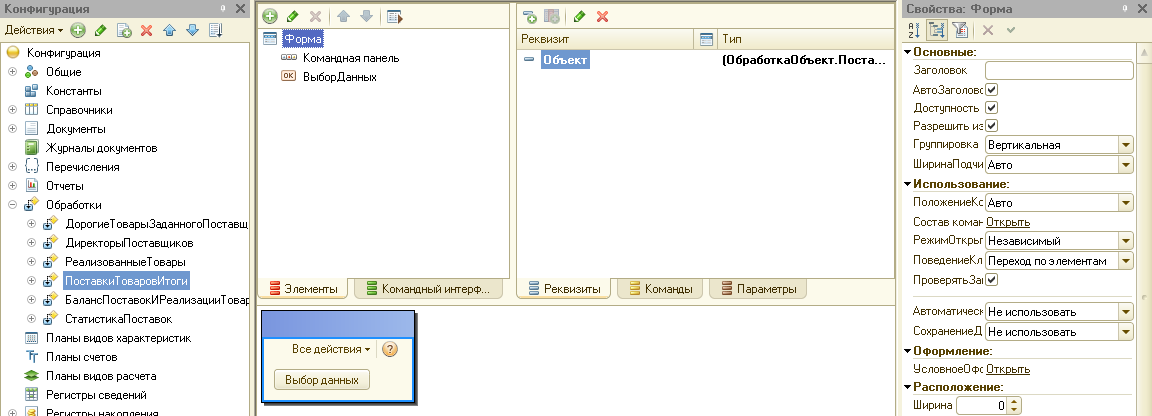 Конфигурация
Действия
Конфигурация
Общие
Константы
Справочники
Документы
Журналы документов
Перечисления
Отчеты
Обработки
ДорогиеТоварыЗаданногоПоставщ
ДиректорыПоставщиков
РеализованныеТовары
ПоставкиТоваровИтоги
БалансПоставокИРеализацииТовар
СтатистикаПоставок
Планы видов характеристик
Планы счетов
Планы видов расчета
Регистры сведений
Регистры накопления
Форма
Командная панель
ВыборДанных
Элементы
Командный интерф...
Реквизит
Тип
Объект
(ОбработкаОбъект.Поста...
Реквизиты
Команды
Параметры
Все действия
Выбор данных
Свойства: Форма
Основные:
Заголовок
АвтоЗаголовс
Доступность
Разрешить из
Группировка
Вертикальная
ШиринаПодчи
Авто
Использование:
ПоложениеКс
Авто
Состав коман
Открыть
РежимОткры
Независимый
ПоведениеКл
Переход по элементам
ПроверятьЗа
Автоматичес
Не использовать
СохранениеД
Не использовать
Оформление:
УсловноеОфс
Открыть
Расположение:
Ширина
0